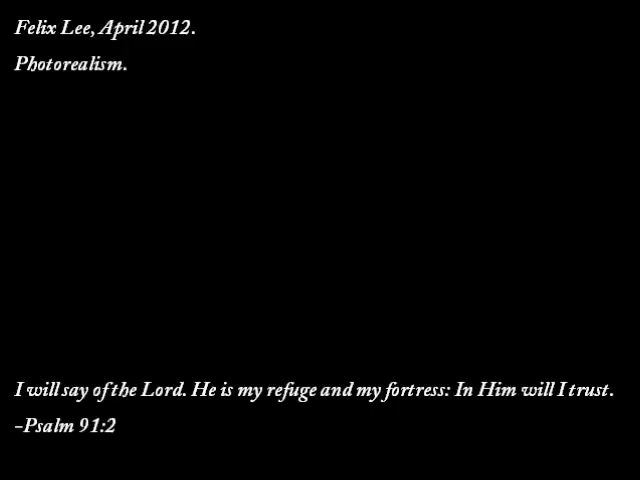 Felix Lee, April 2012.
Photorealism.
I will say of the Lord. He is my refuge and my fortress: In Him will I trust.
-Psalm 91:2